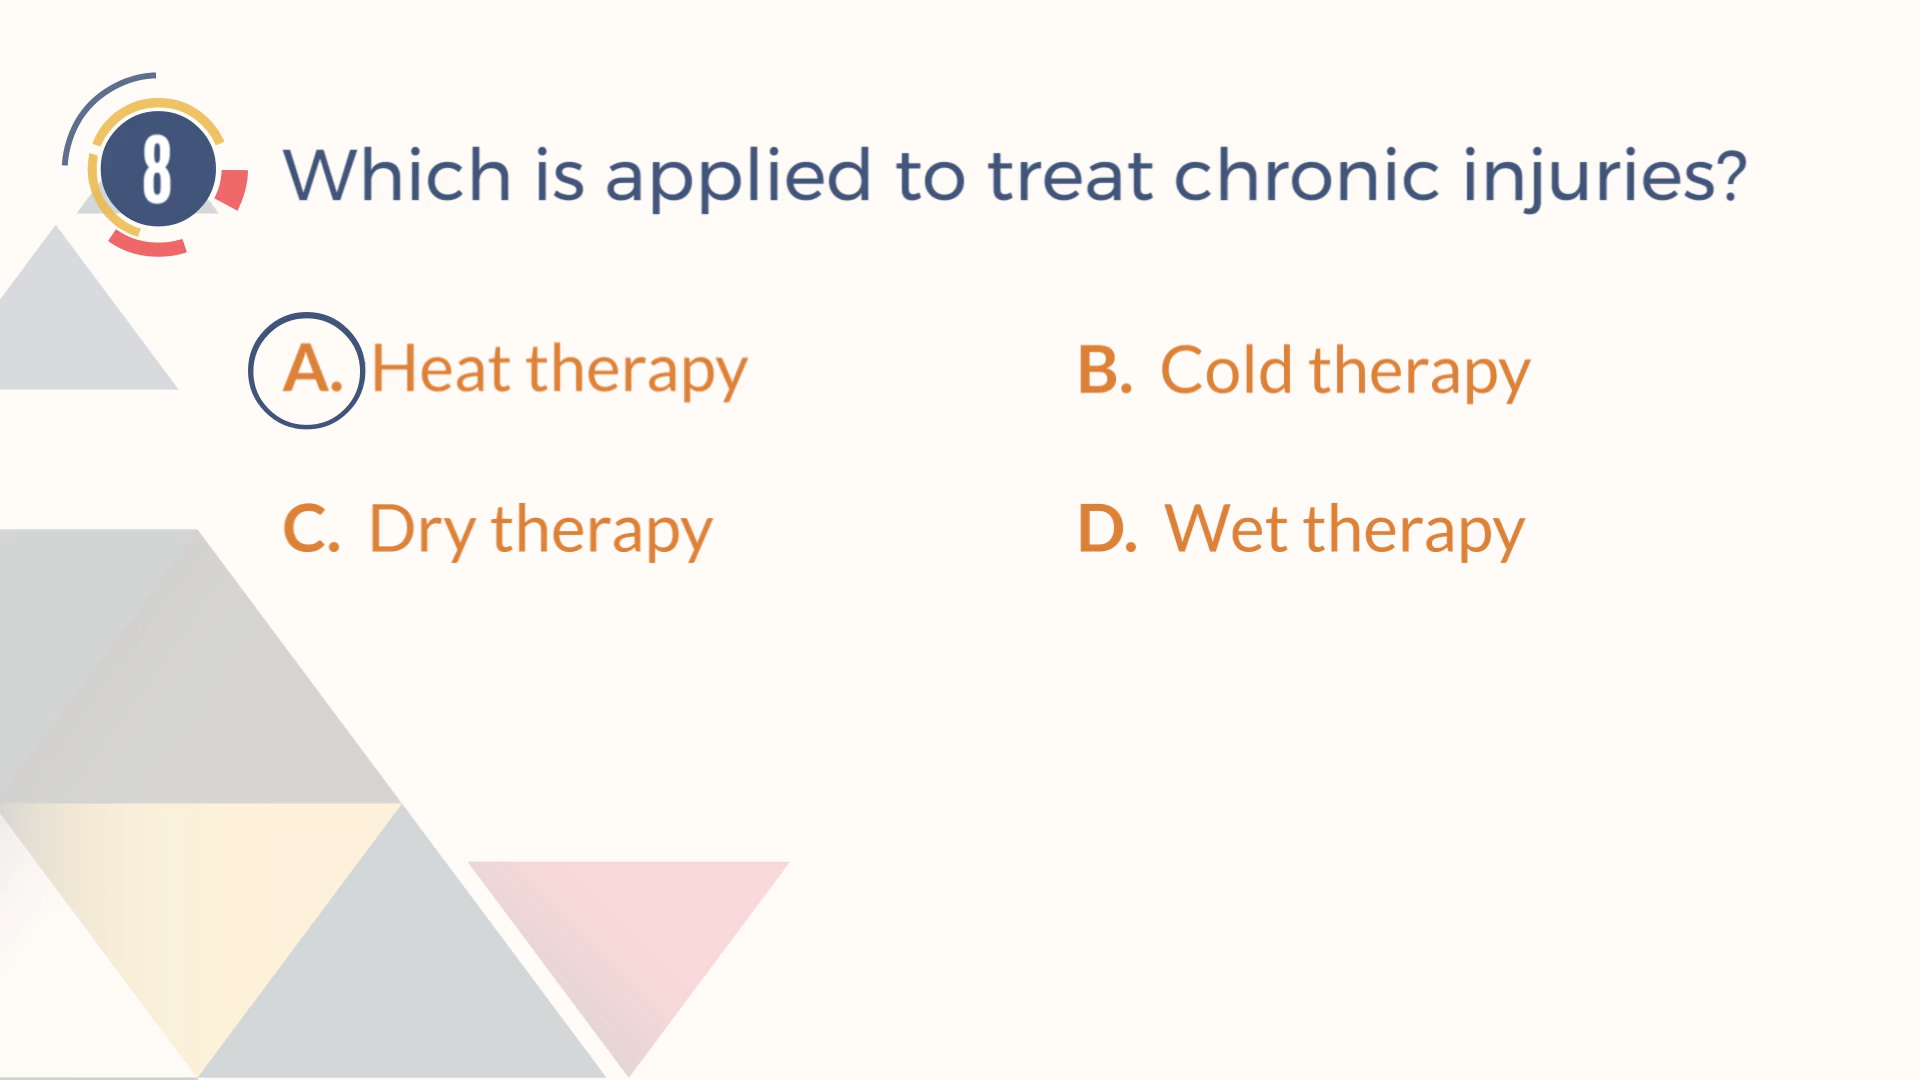 8
Which is applied to treat chronic injuries?
A. Heat therapy
B. Cold therapy
C. Dry therapy
D. Wet therapy